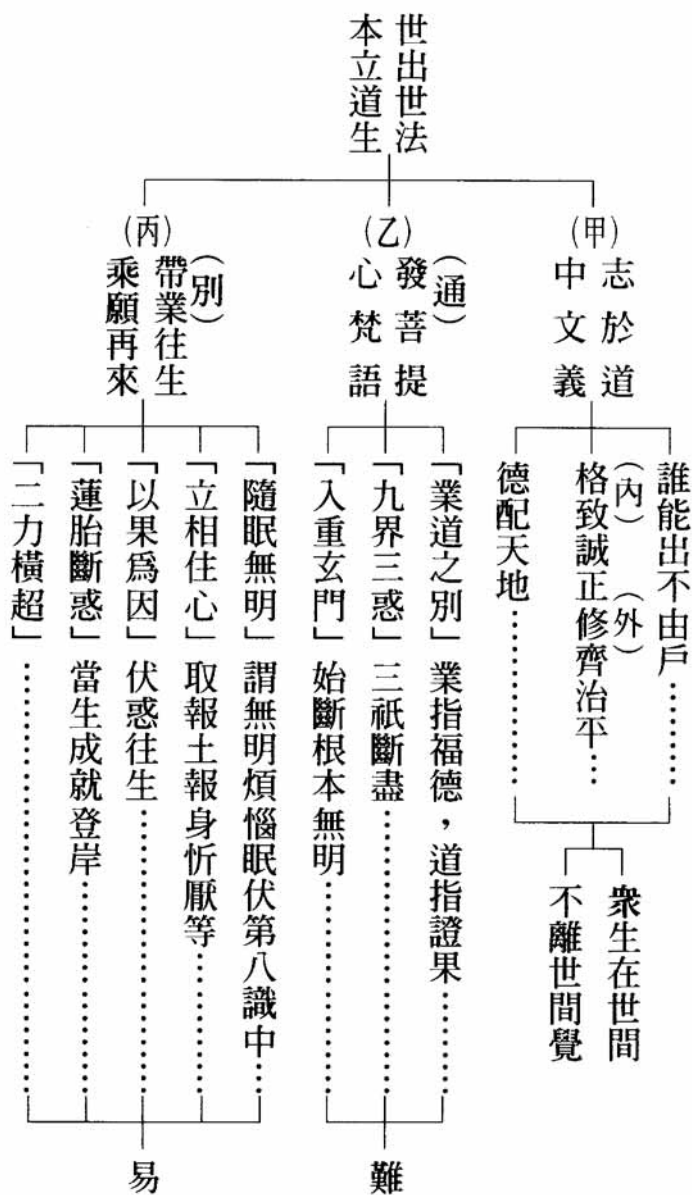 世出世法
本立道生
(甲)
志於道
中文義
誰能出不由戶………
(內) (外)
格致誠正修齊治平…
德配天地…………
眾生在世間
不離世間覺
(乙)
(通)
發菩提
心梵語
「業道之別」 業指福德，道指證果………
「九界三惑」 三祇斷盡…………
「入重玄門」 始斷根本無明…………
難
(丙)
(別)
帶業往生
乘願再來
「隨眠無明」 謂無明煩惱眠伏第八識中…
「立相住心」 取報土報身忻厭等………
「以果爲因」 伏惑往生…………
「蓮胎斷惑」 當生成就登岸…………
「二力橫超」…………
易